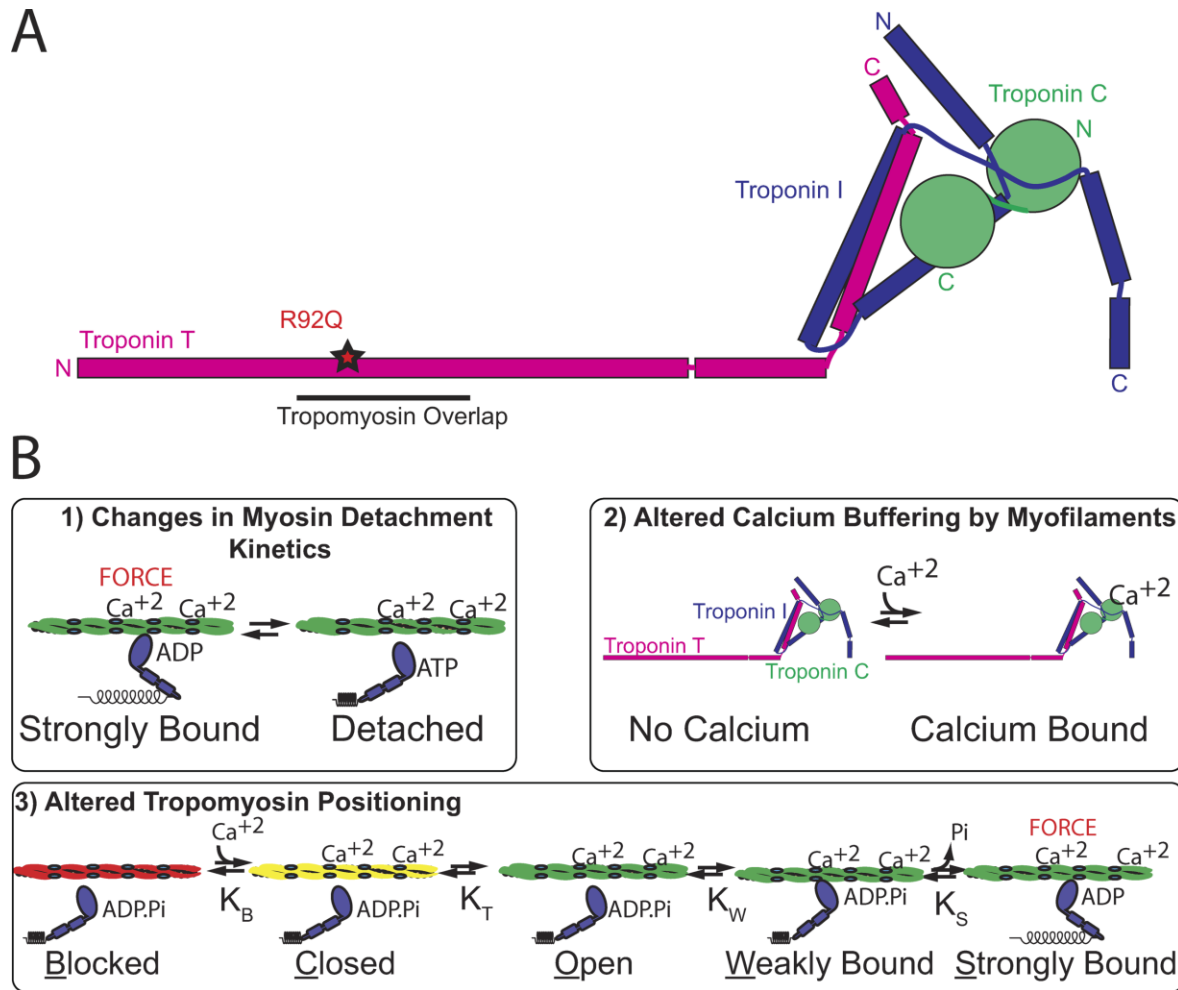 A
N
C
Troponin C
N
Troponin I
C
R92Q
Troponin T
N
C
Tropomyosin Overlap
B
1) Changes in Myosin Detachment
Kinetics
FORCE
Ca+2 Ca+2
Ca+2 Ca+2
ADP
ATP
Strongly Bound
Detached
2) Altered Calcium Buffering by Myofilaments
Ca+2
Ca+2
Troponin I
Troponin T
Troponin C
No Calcium
Calcium Bound
3) Altered Tropomyosin Positioning
Ca+2
Pi
FORCE
Ca+2 Ca+2
Ca+2 Ca+2
Ca+2 Ca+2
Ca+2 Ca+2
ADP.Pi
KB
ADP.Pi
KT
ADP.Pi
KW
ADP.Pi
KS
ADP
Blocked
Closed
Open
Weakly Bound
Strongly Bound